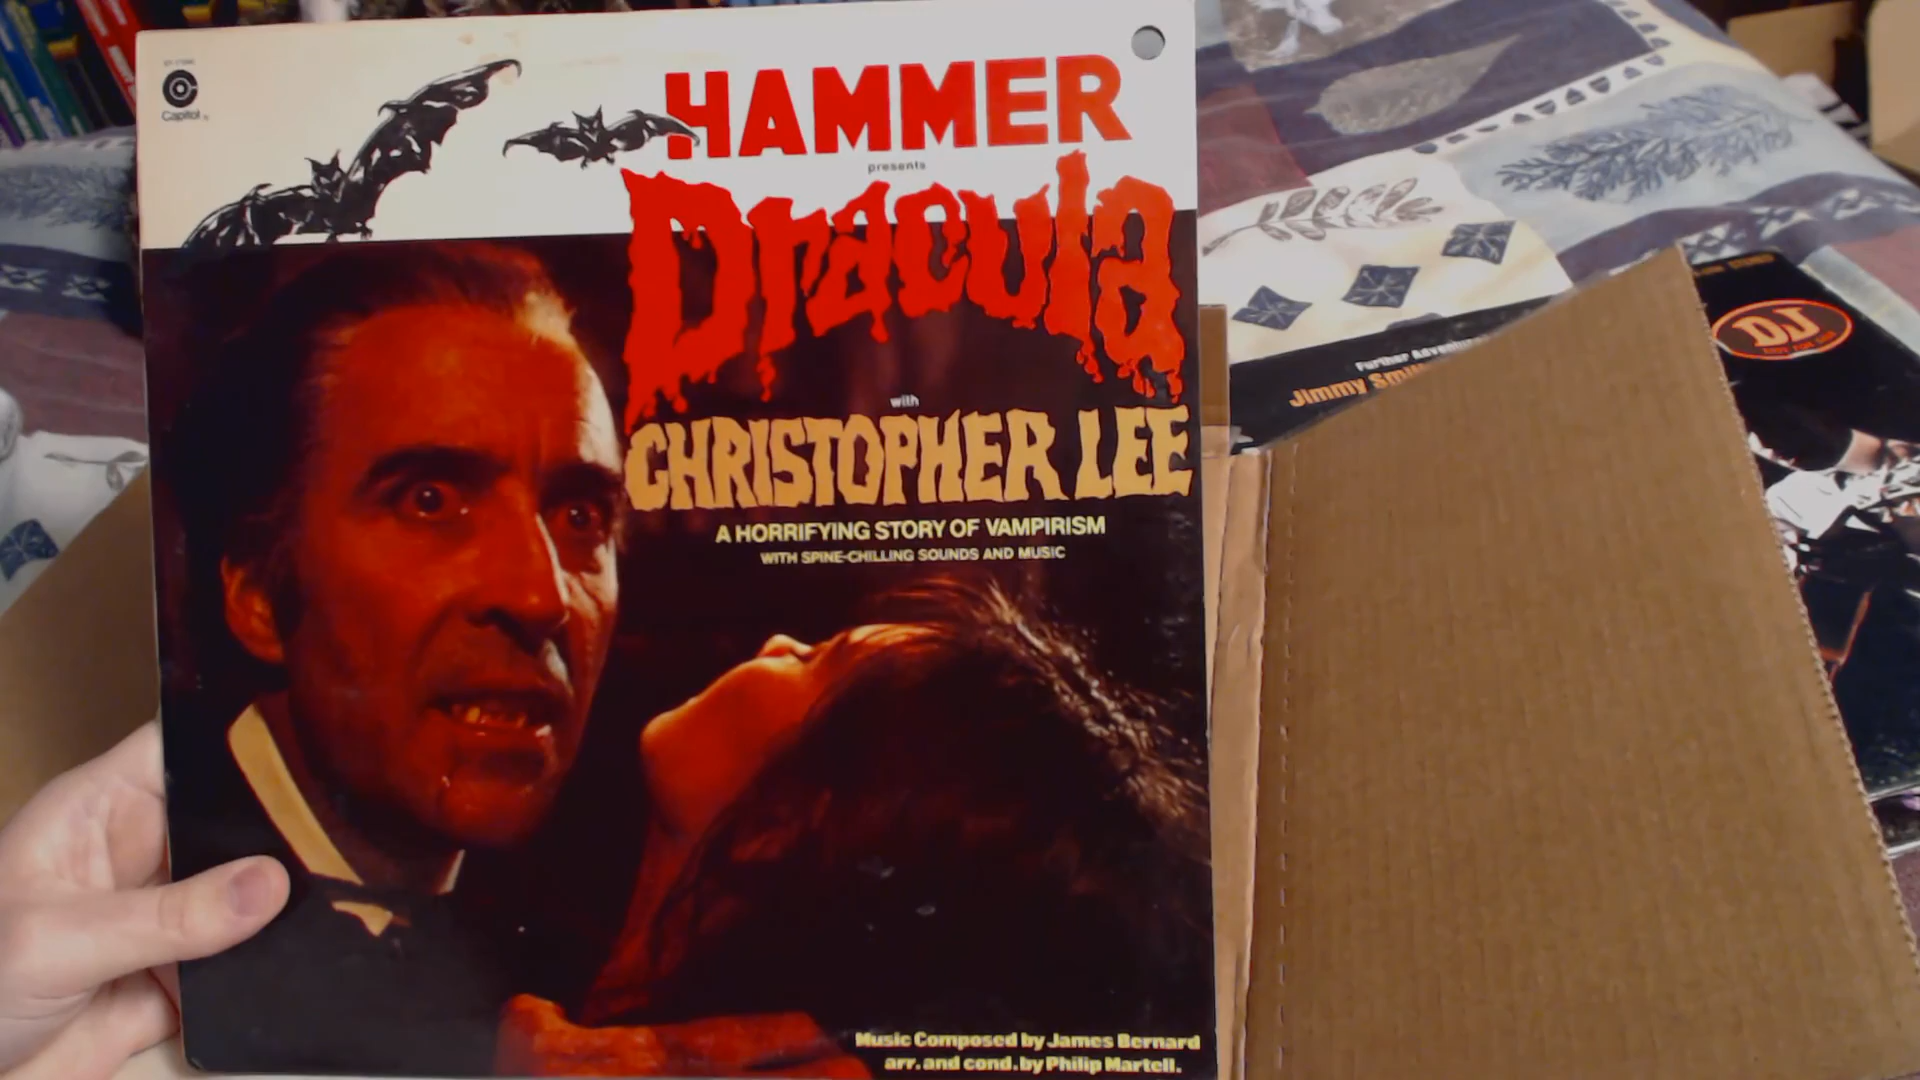 Capitol
HAMMER
presents
Dracula
with
CHRISTOPHER LEE
A HORRIFYING STORY OF VAMPIRISM
WITH SPINE-CHILLING SOUNDS AND MUSIC
Music Composed by James Bernard
arr. and cond. by Philip Martell.
Further
Jimmy
DJ